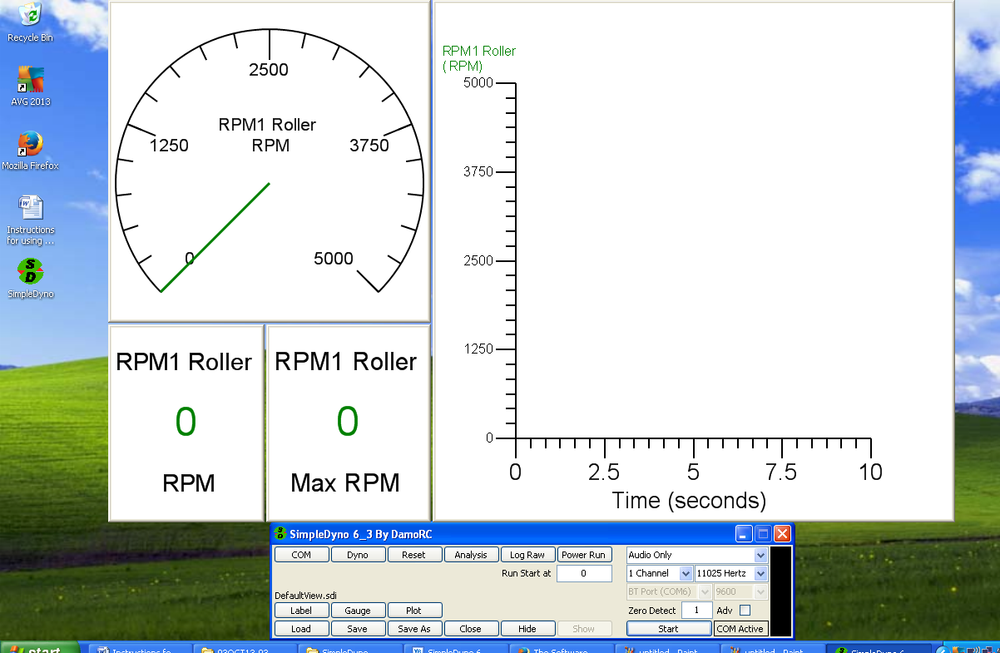 Recycle Bin
AVG 2013
Mozilla Firefox
Instructions
for using ...
SimpleDyno
2500
RPM1 Roller
RPM
1250
3750
0
5000
RPM1 Roller
0
RPM
RPM1 Roller
0
Max RPM
RPM1 Roller
(RPM)
5000
3750
2500
1250
0
0 2.5 5 7.5 10
Time (seconds)
SimpleDyno 6_3 By DamoRC
COM Dyno Reset Analysis Log Raw Power Run Audio Only
Run Start at 0 1 Channel 11025 Hertz
BT Port (COM6) 9600
DefaultView.sdi
Label Gauge Plot Zero Detect 1 Adv
Load Save Save As Close Hide Show Start COM Active
start Instructions fo... 03OCT13 03... SimpleDyno SimpleDyno 6... The Software... untitled - Paint untitled - Paint SimpleDyno 6...